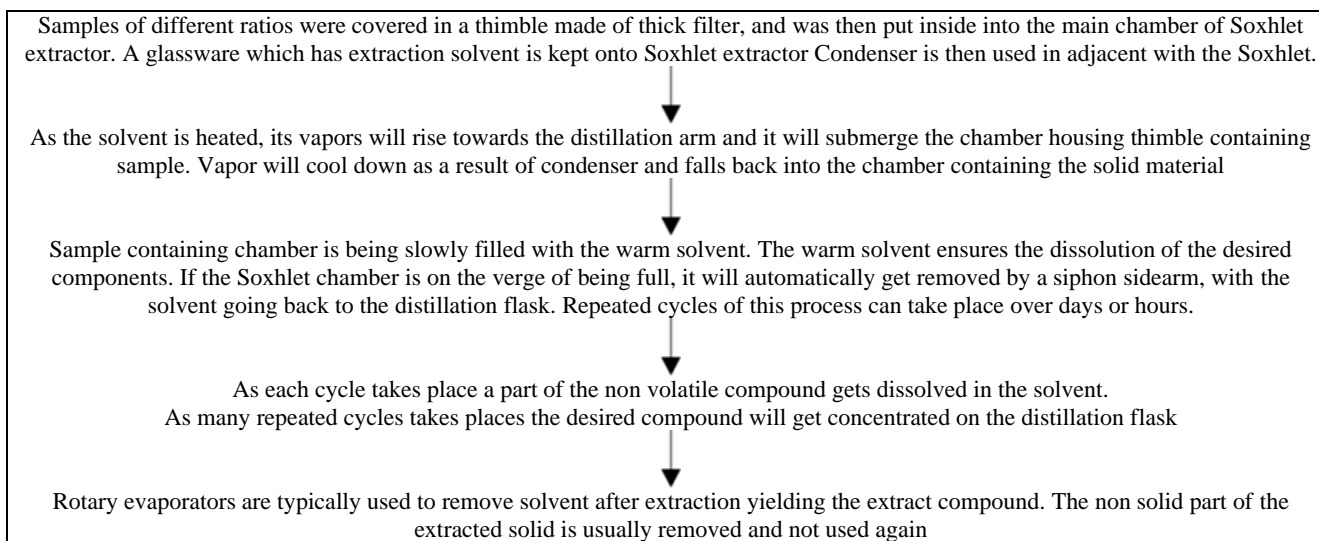 Samples of different ratios were covered in a thimble made of thick filter, and was then put inside into the main chamber of Soxhlet
extractor. A glassware which has extraction solvent is kept onto Soxhlet extractor Condenser is then used in adjacent with the Soxhlet.
As the solvent is heated, its vapors will rise towards the distillation arm and it will submerge the chamber housing thimble containing
sample. Vapor will cool down as a result of condenser and falls back into the chamber containing the solid material
Sample containing chamber is being slowly filled with the warm solvent. The warm solvent ensures the dissolution of the desired
components. If the Soxhlet chamber is on the verge of being full, it will automatically get removed by a siphon sidearm, with the
solvent going back to the distillation flask. Repeated cycles of this process can take place over days or hours.
As each cycle takes place a part of the non volatile compound gets dissolved in the solvent.
As many repeated cycles takes places the desired compound will get concentrated on the distillation flask
Rotary evaporators are typically used to remove solvent after extraction yielding the extract compound. The non solid part of the
extracted solid is usually removed and not used again